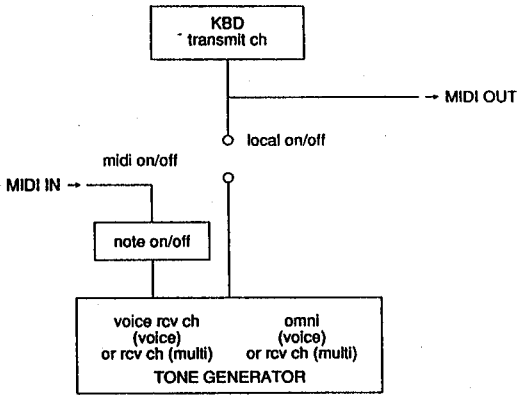 KBD
transmit ch
MIDI OUT
local on/off
midi on/off
MIDI IN
note on/off
voice rcv ch
(voice)
or rcv ch (multi)
omni
(voice)
or rcv ch (multi)
TONE GENERATOR